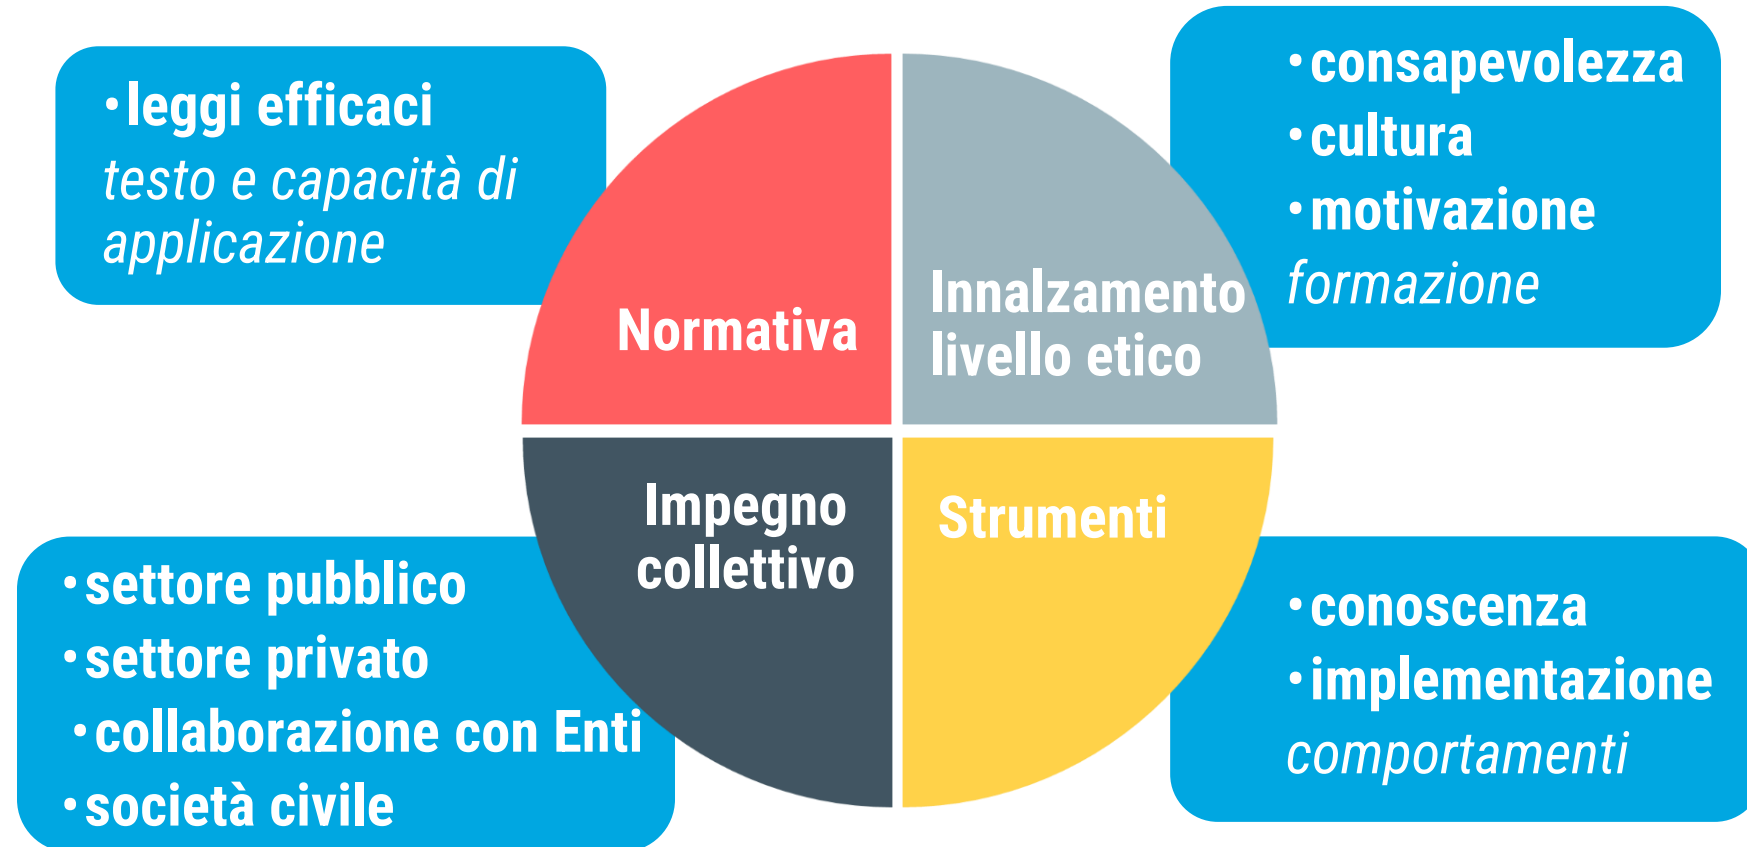 •leggi efficaci
testo e capacità di
applicazione
Normativa
Innalzamento
livello etico
•consapevolezza
•cultura
•motivazione
formazione
Impegno
collettivo
•settore pubblico
•settore privato
•collaborazione con Enti
•società civile
Strumenti
•conoscenza
•implementazione
comportamenti